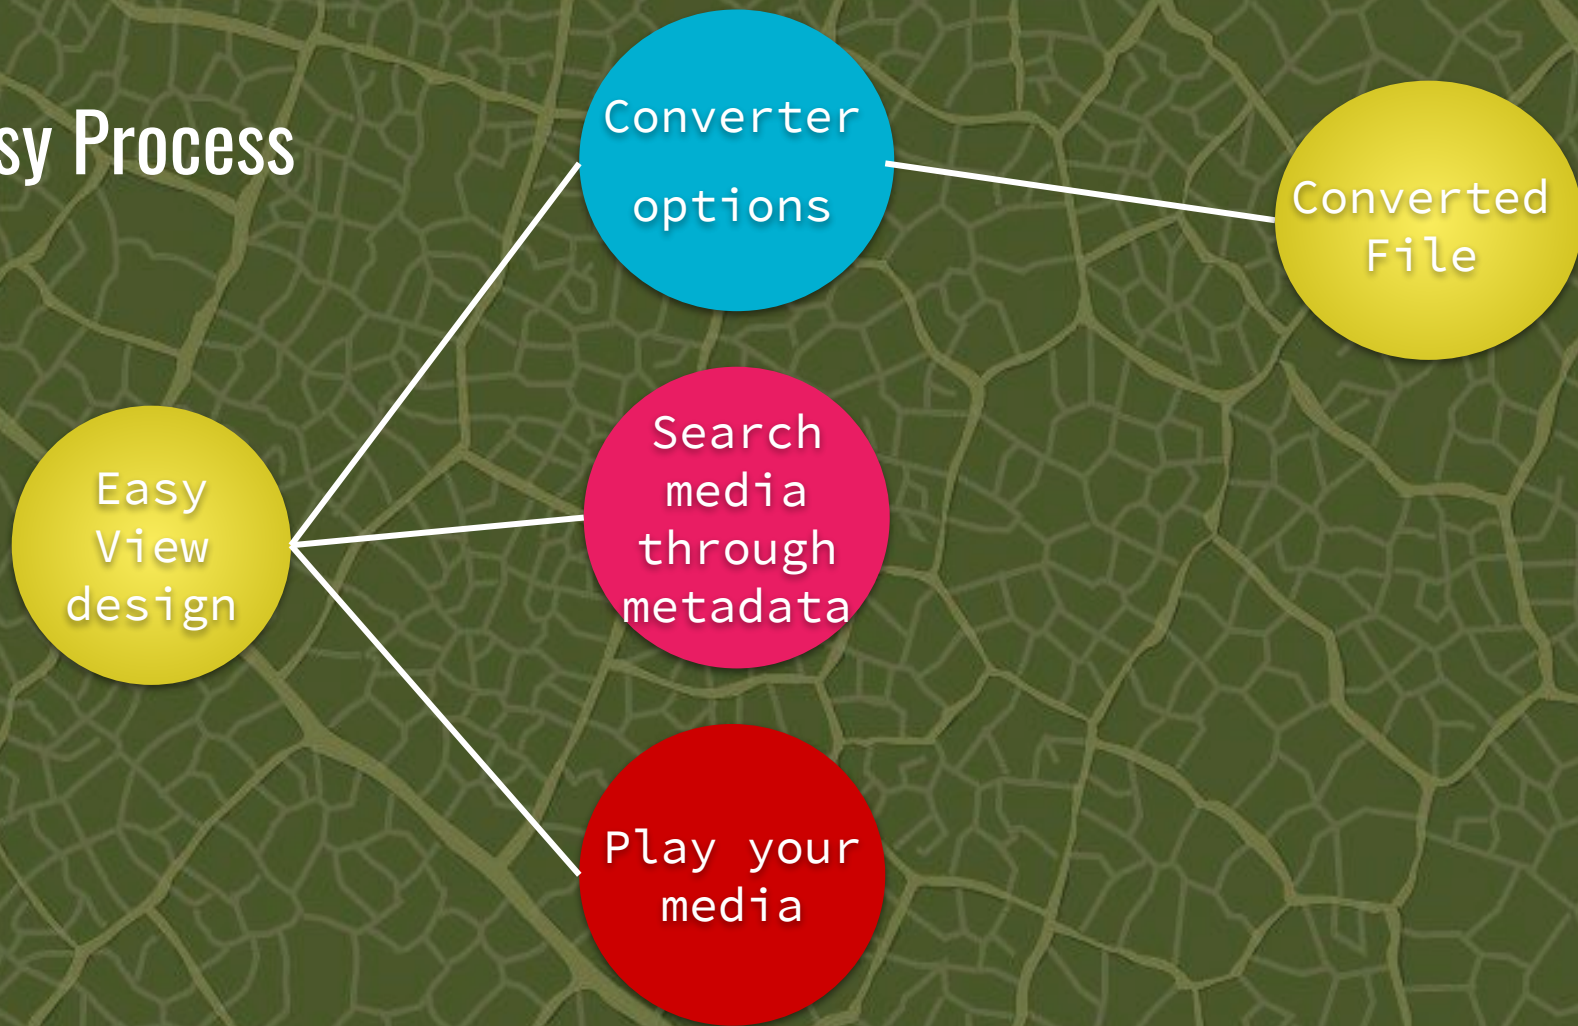 sy Process
Converter
options
Converted
File
Easy
View
design
Search
media
through
metadata
Play your
media